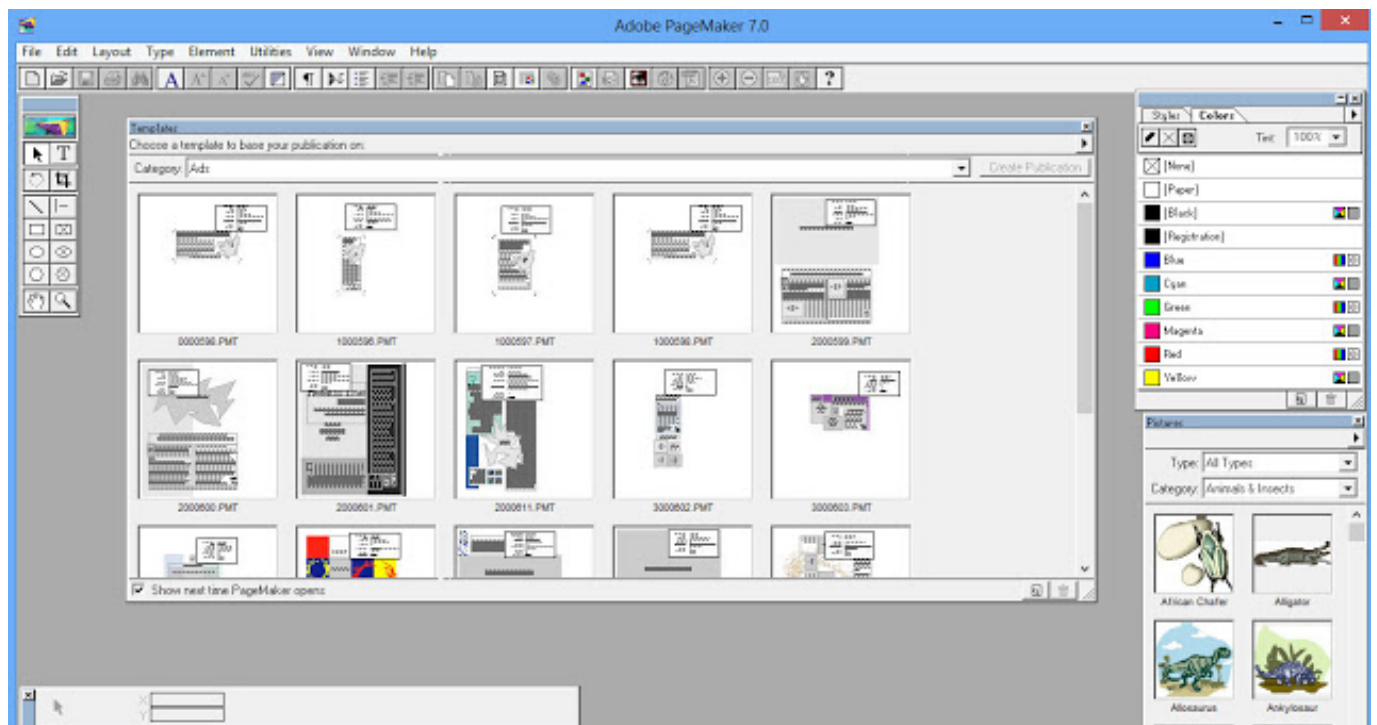 Adobe PageMaker 7.0
File Edit Layout Type Element Utilities View Window Help
Templates
Choose a template to base your publication on:
Category: Ads
Create Publication
0000598.PMT 1000596.PMT 1000597.PMT 1000598.PMT 2000599.PMT
2000600.PMT 2000601.PMT 2000611.PMT 3000602.PMT 3000603.PMT
Show next time PageMaker opens
X
Y
Styles Colors
Tint: 100%
[None]
[Paper]
[Black]
[Registration]
Blue
Cyan
Green
Magenta
Red
Yellow
Pictures
Type: All Types
Category: Animals & Insects
African Chafer Alligator
Allosaurus Ankylosaur